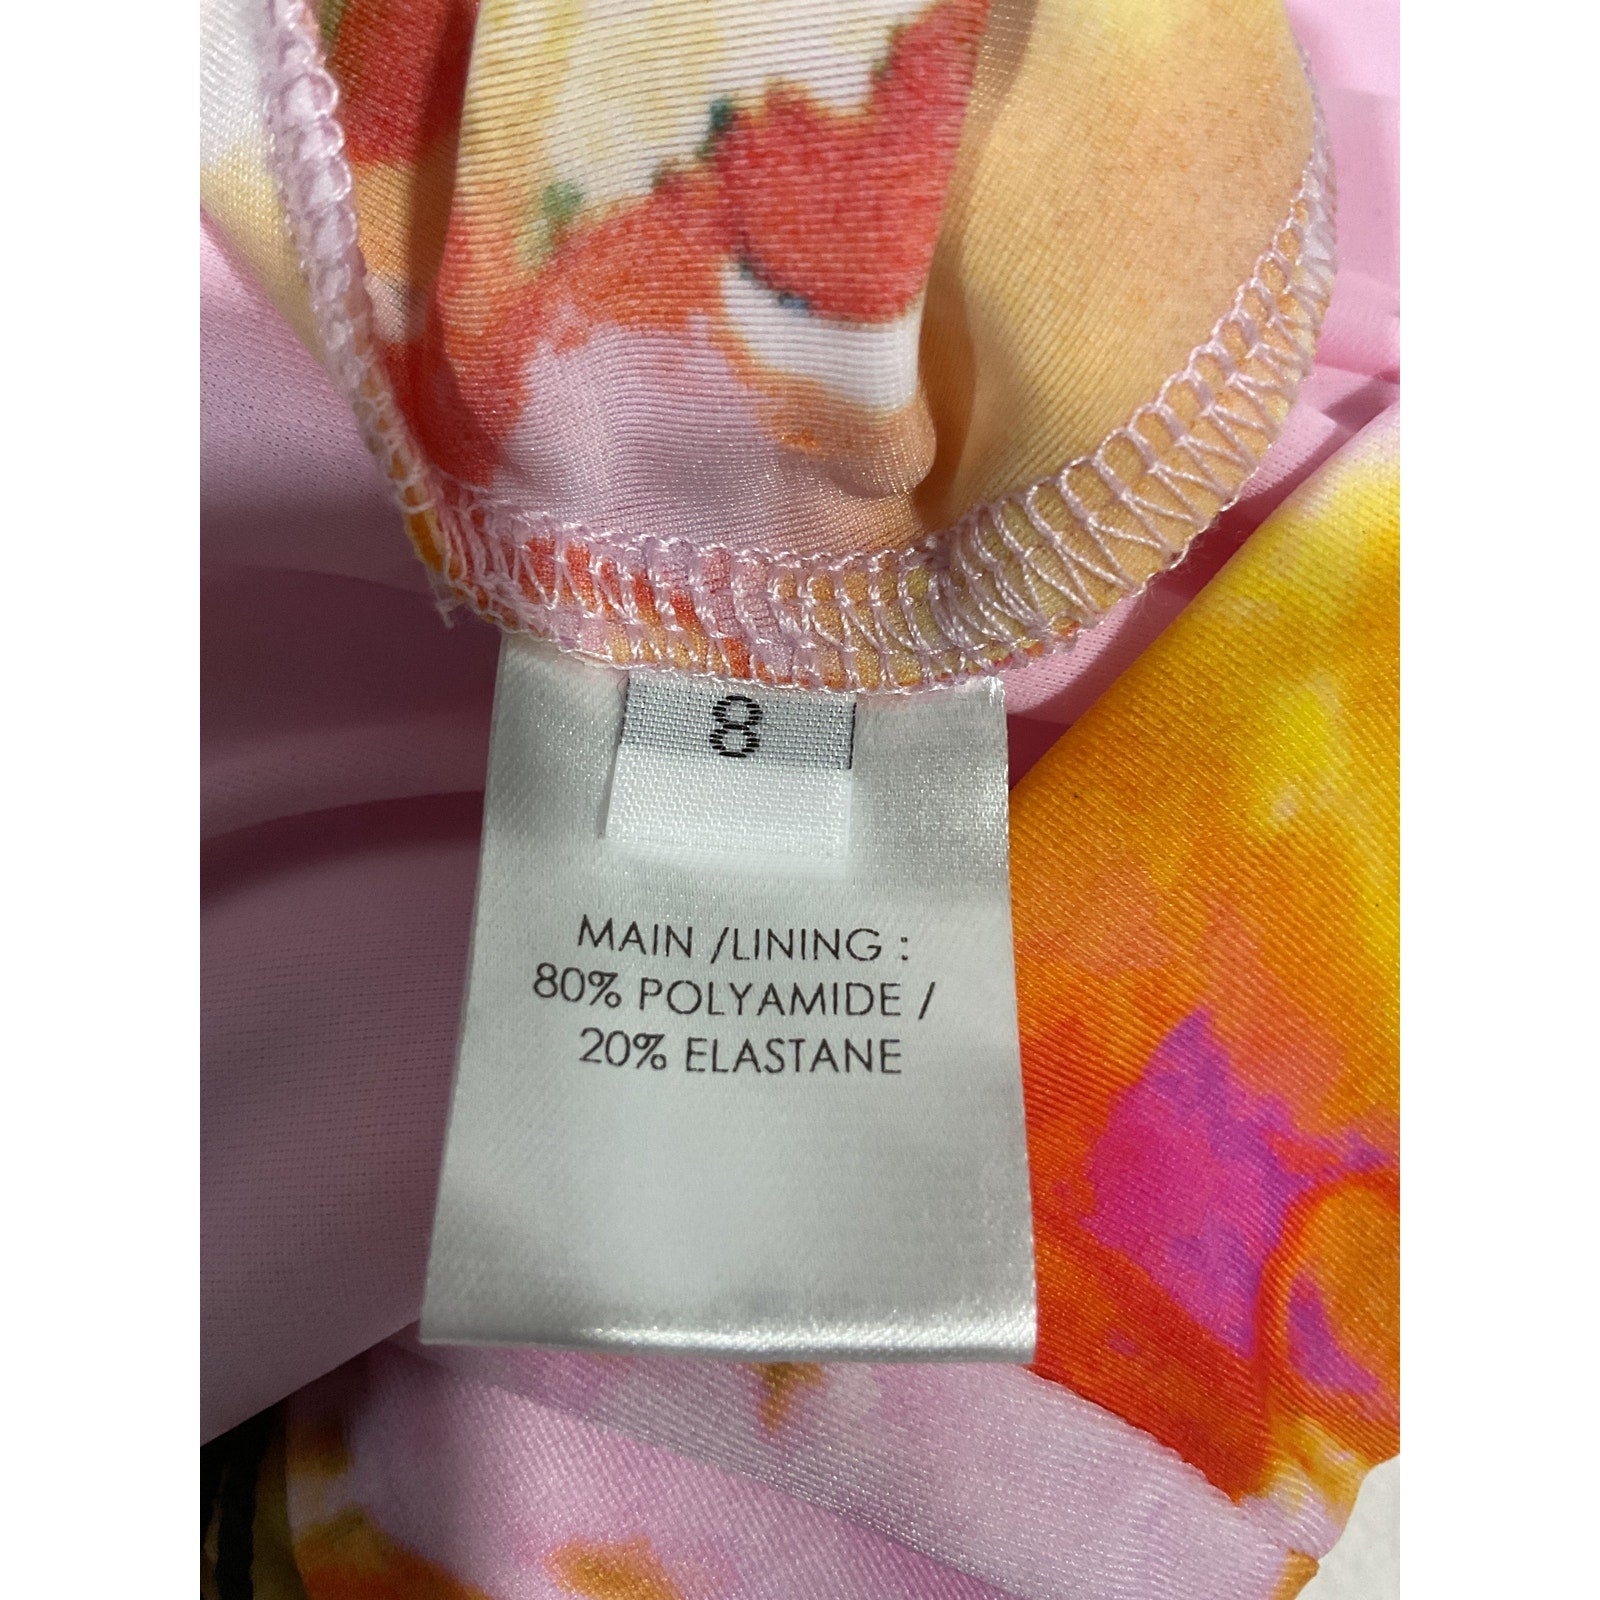 8
MAIN /LINING :
80% POLYAMIDE /
20% ELASTANE